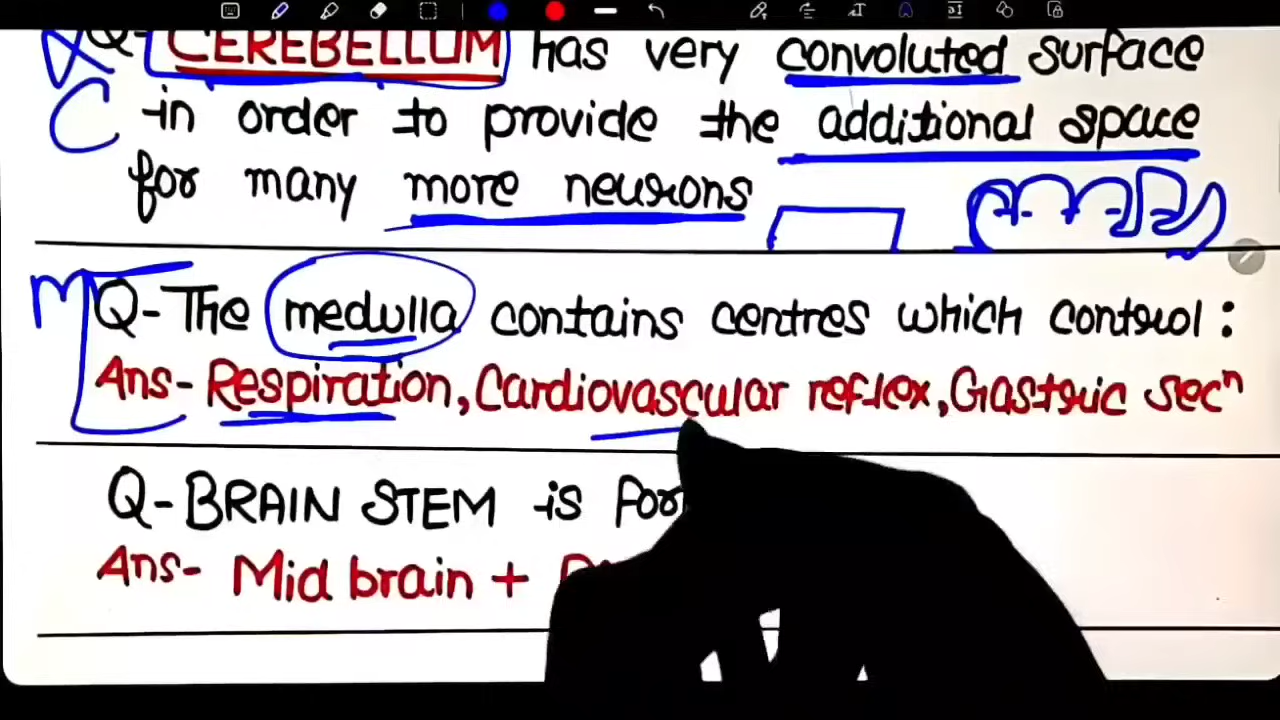 Q- CEREBELLUM has very convoluted surface
C in order to provide the additional space
for many more neurons
M Q- The medulla contains centres which control :
Ans- Respiration, Cardiovascular reflex, Gastric secⁿ
Q- BRAIN STEM is for
Ans- Mid brain +